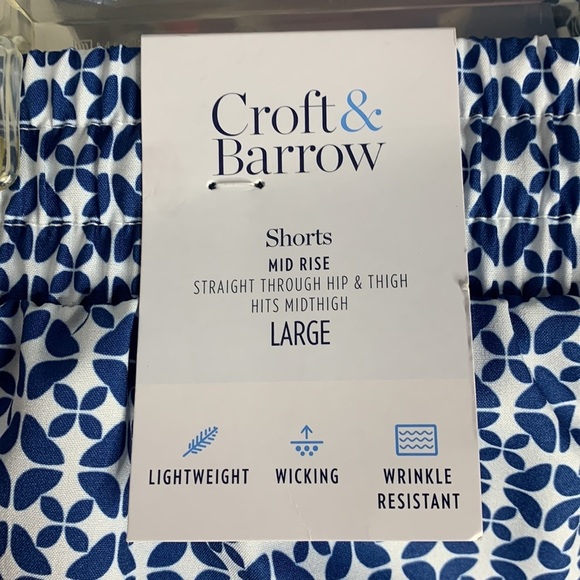 Croft&
Barrow
Shorts
MID RISE
STRAIGHT THROUGH HIP & THIGH
HITS MIDTHIGH
LARGE
LIGHTWEIGHT WICKING WRINKLE
RESISTANT